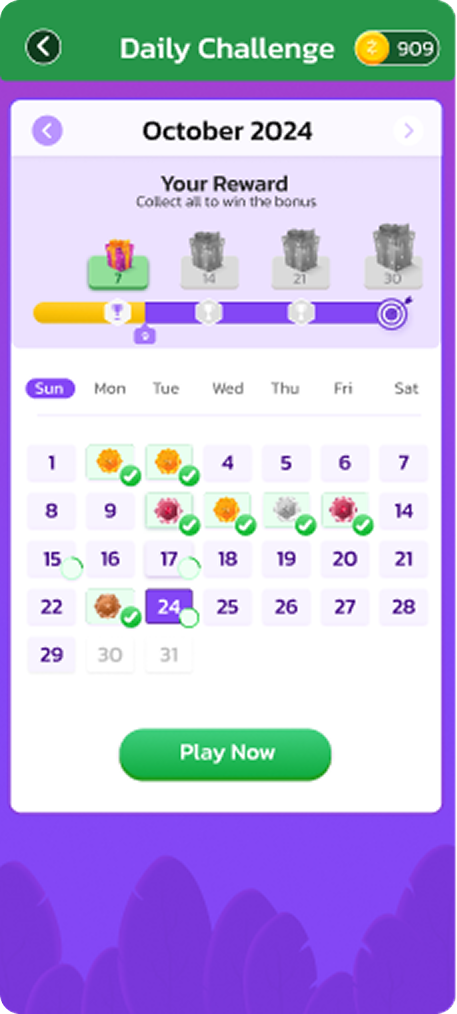 Daily Challenge 909
October 2024
Your Reward
Collect all to win the bonus
7 14 21 30
9
Sun Mon Tue Wed Thu Fri Sat
1 4 5 6 7
8 9 14
15 16 17 18 19 20 21
22 24 25 26 27 28
29 30 31
Play Now